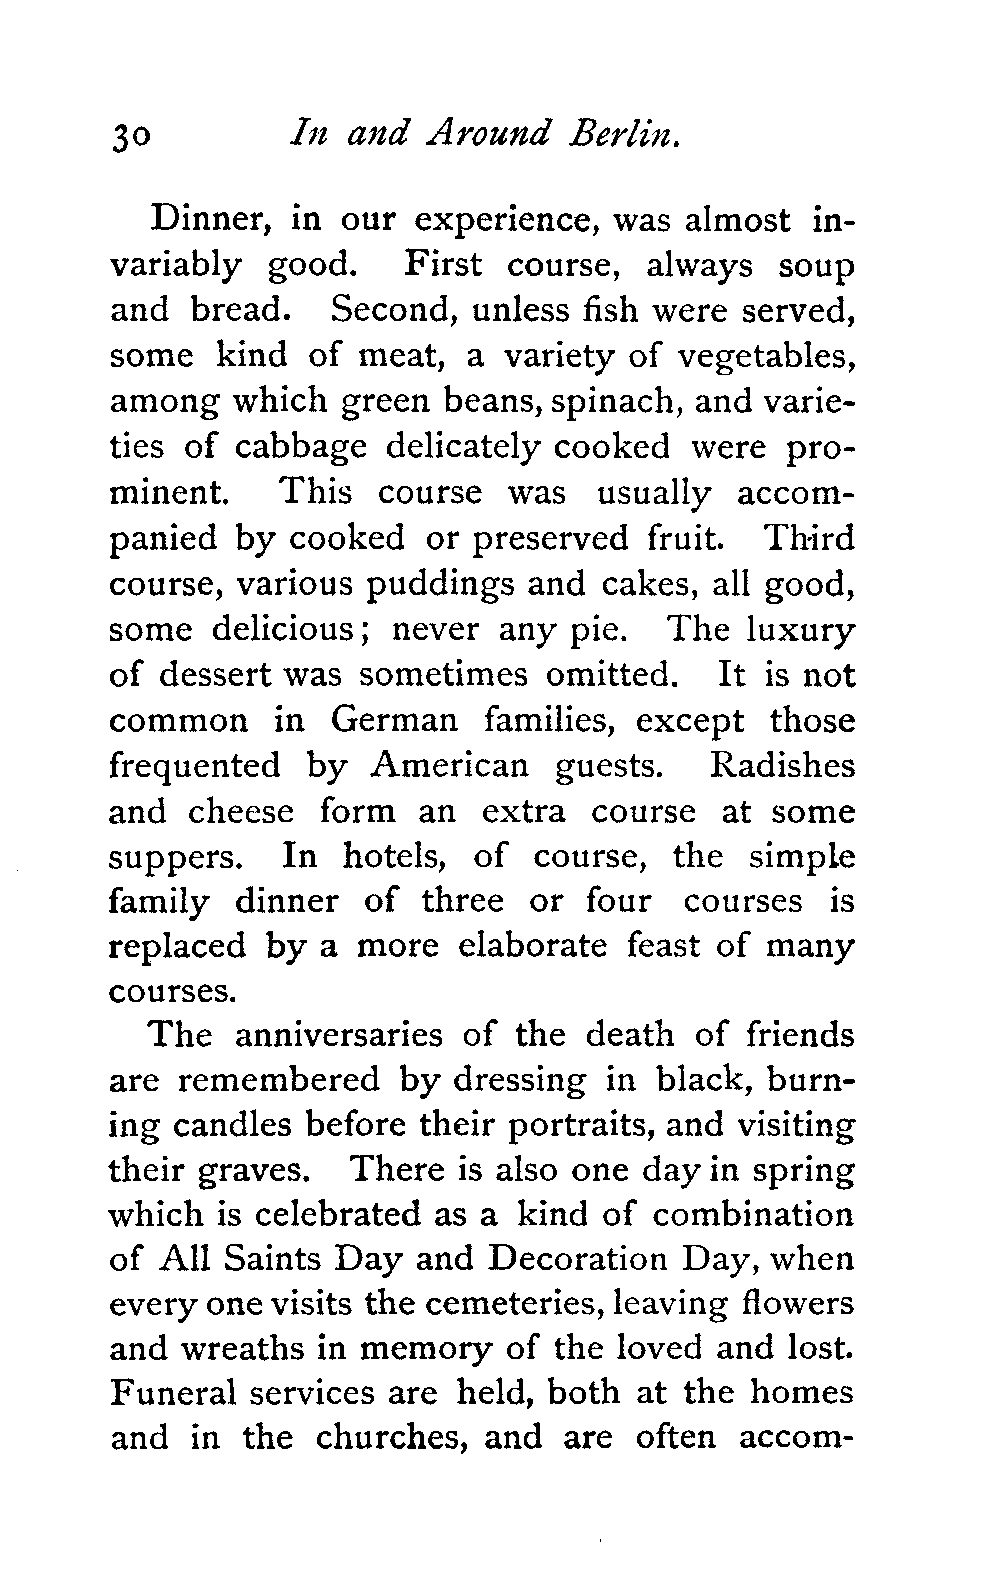 30 In and Around Berlin.
Dinner, in our experience, was almost in-
variably good. First course, always soup
and bread. Second, unless fish were served,
some kind of meat, a variety of vegetables,
among which green beans, spinach, and varie-
ties of cabbage delicately cooked were pro-
minent. This course was usually accom-
panied by cooked or preserved fruit. Third
course, various puddings and cakes, all good,
some delicious; never any pie. The luxury
of dessert was sometimes omitted. It is not
common in German families, except those
frequented by American guests. Radishes
and cheese form an extra course at some
suppers. In hotels, of course, the simple
family dinner of three or four courses is
replaced by a more elaborate feast of many
courses.
The anniversaries of the death of friends
are remembered by dressing in black, burn-
ing candles before their portraits, and visiting
their graves. There is also one day in spring
which is celebrated as a kind of combination
of All Saints Day and Decoration Day, when
every one visits the cemeteries, leaving flowers
and wreaths in memory of the loved and lost.
Funeral services are held, both at the homes
and in the churches, and are often accom-